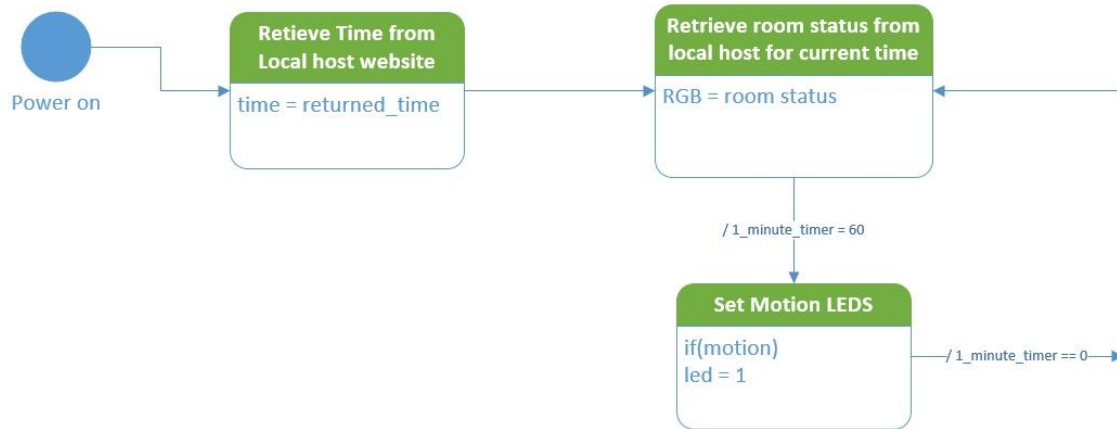 Power on
Retieve Time from
Local host website
time = returned_time
Retrieve room status from
local host for current time
RGB = room status
/ 1_minute_timer = 60
Set Motion LEDS
if(motion)
led = 1
/ 1_minute_timer == 0